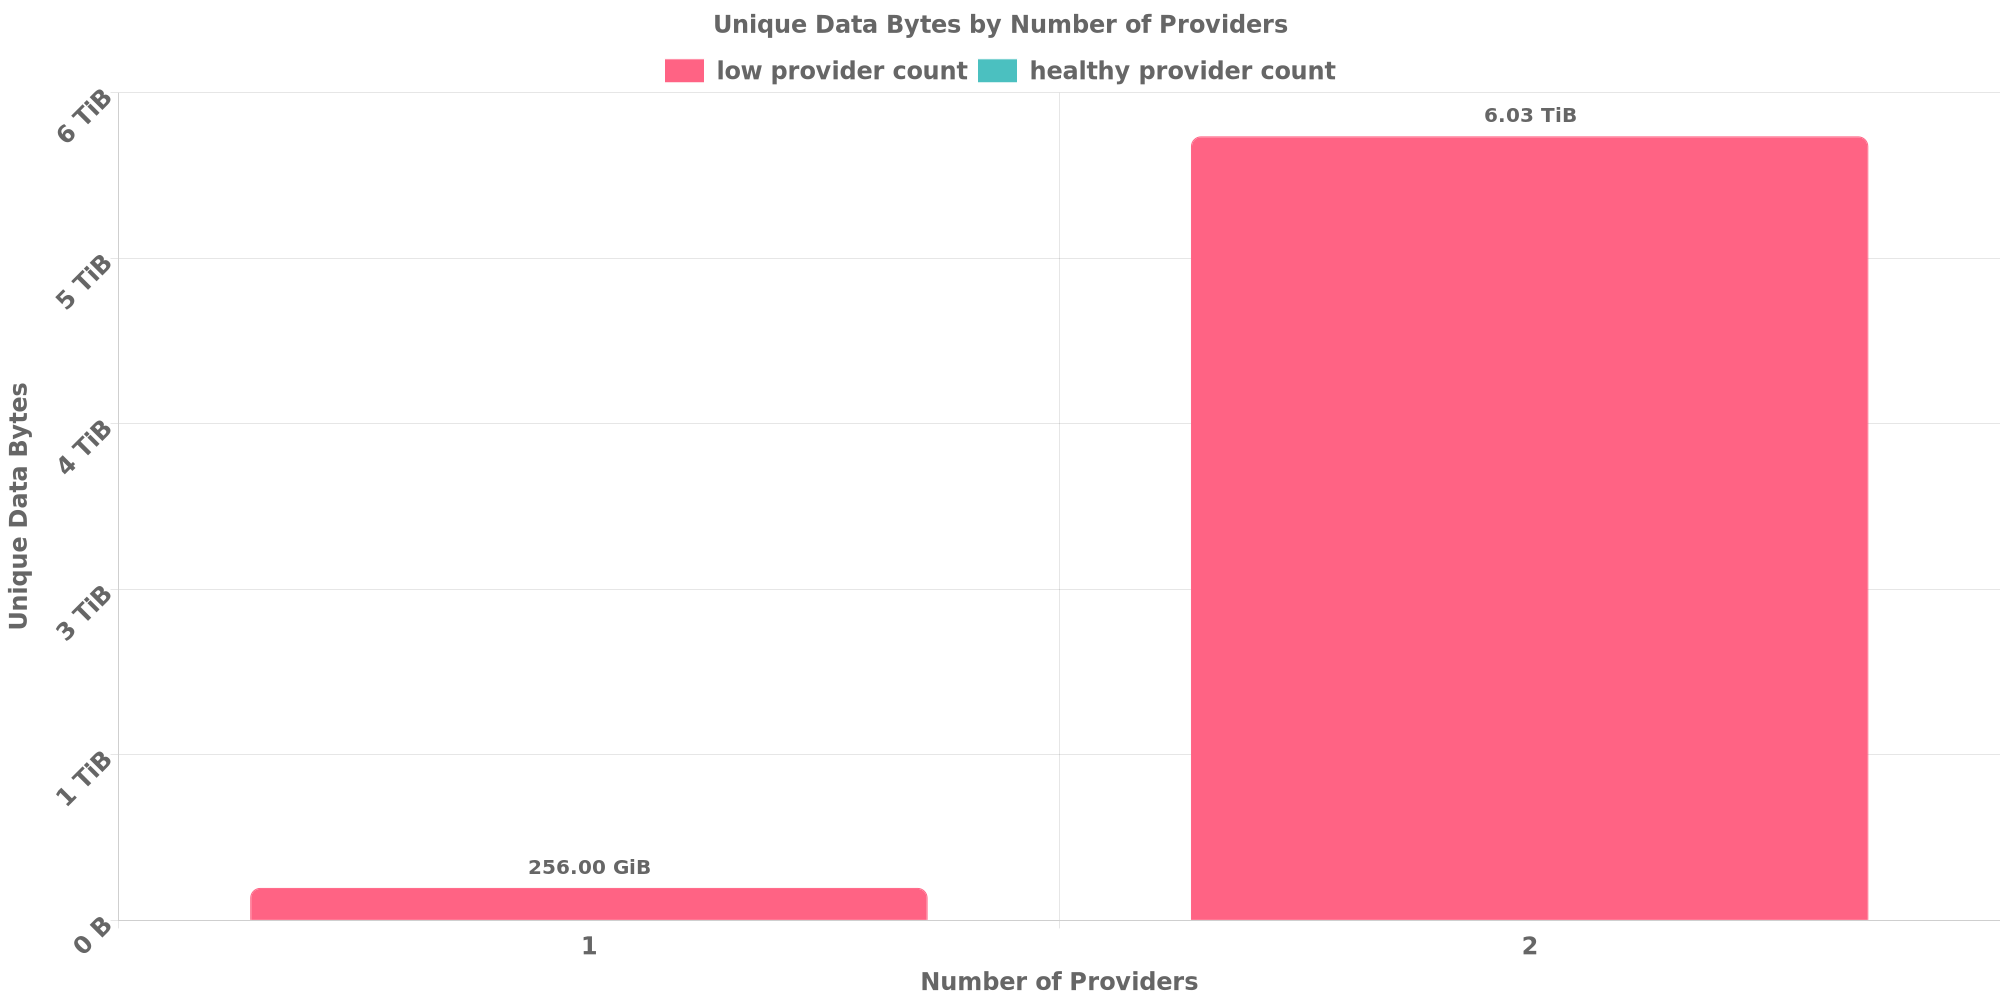 Unique Data Bytes by Number of Providers
low provider count
healthy provider count
6 TiB
5 TiB
4 TiB
3 TiB
1 TiB
0 B
Unique Data Bytes
256.00 GiB
6.03 TiB
1
2
Number of Providers